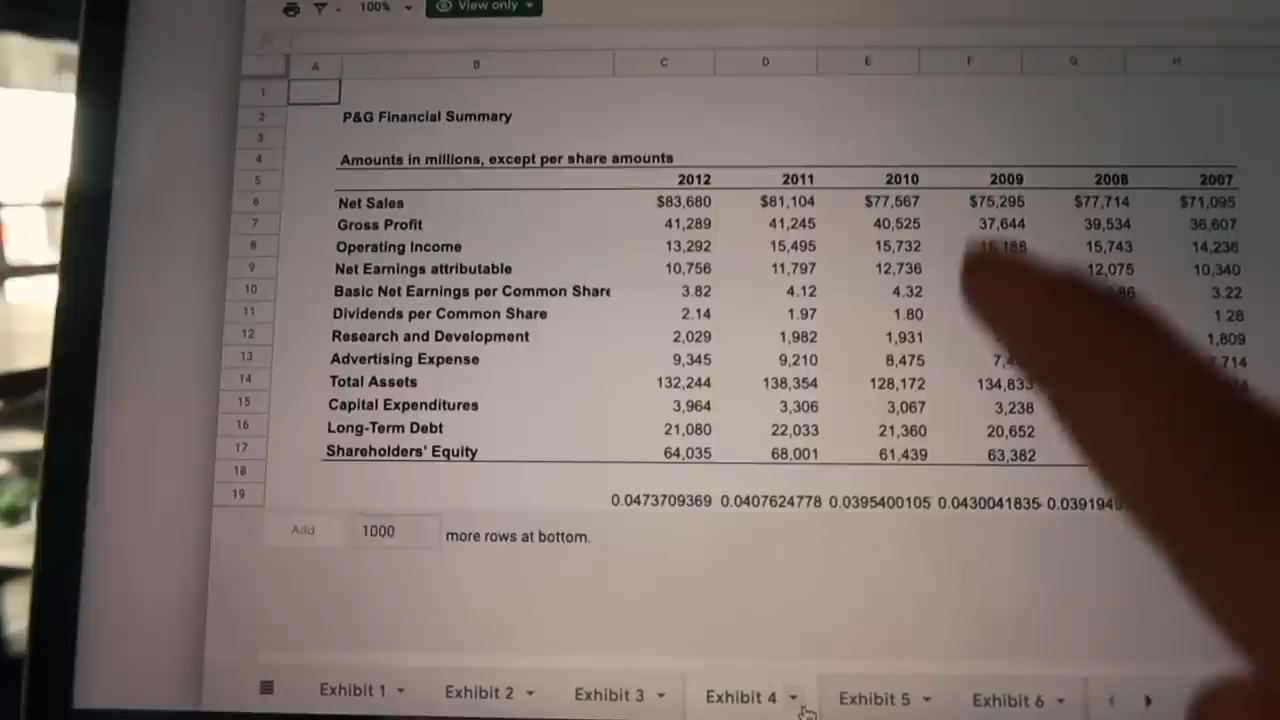 100%
View only
A B C D E F G H
1
2 P&G Financial Summary
3
4 Amounts in millions, except per share amounts
5 2012 2011 2010 2009 2008 2007
6 Net Sales $83,680 $81,104 $77,567 $75,295 $77,714 $71,095
7 Gross Profit 41,289 41,245 40,525 37,644 39,534 36,607
8 Operating Income 13,292 15,495 15,732 15,743 14,236
9 Net Earnings attributable 10,756 11,797 12,736 12,075 10,340
10 Basic Net Earnings per Common Share 3.82 4.12 4.32 3.22
11 Dividends per Common Share 2.14 1.97 1.80 1.28
12 Research and Development 2,029 1,982 1,931 1,809
13 Advertising Expense 9,345 9,210 8,475
14 Total Assets 132,244 138,354 128,172 134,833
15 Capital Expenditures 3,964 3,306 3,067 3,238
16 Long-Term Debt 21,080 22,033 21,360 20,652
17 Shareholders' Equity 64,035 68,001 61,439 63,382
18
19 0.0473709369 0.0407624778 0.0395400105 0.0430041835
Add 1000 more rows at bottom.
Exhibit 1 Exhibit 2 Exhibit 3 Exhibit 4 Exhibit 5 Exhibit 6